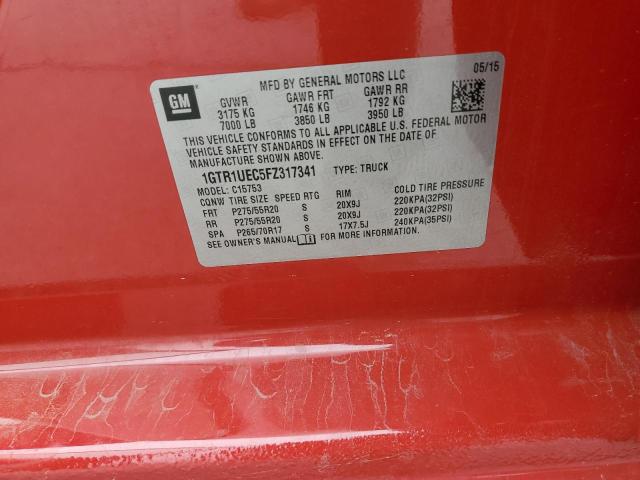 MFD BY GENERAL MOTORS LLC
05/15
GM
GVWR GAWR FRT GAWR RR
3175 KG 1746 KG 1792 KG
7000 LB 3850 LB 3950 LB
THIS VEHICLE CONFORMS TO ALL APPLICABLE U.S. FEDERAL MOTOR
VEHICLE SAFETY STANDARDS IN EFFECT ON THE DATE OF
MANUFACTURE SHOWN ABOVE.
1GTR1UEC5FZ317341 TYPE: TRUCK
MODEL: C15753
CQNW TIRE SIZE SPEED RTG RIM COLD TIRE PRESSURE
FRT P275/55R20 S 20X9J 220KPA(32PSI)
RR P275/55R20 S 20X9J 220KPA(32PSI)
SPA P265/70R17 S 17X7.5J 240KPA(35PSI)
SEE OWNER'S MANUAL FOR MORE INFORMATION.